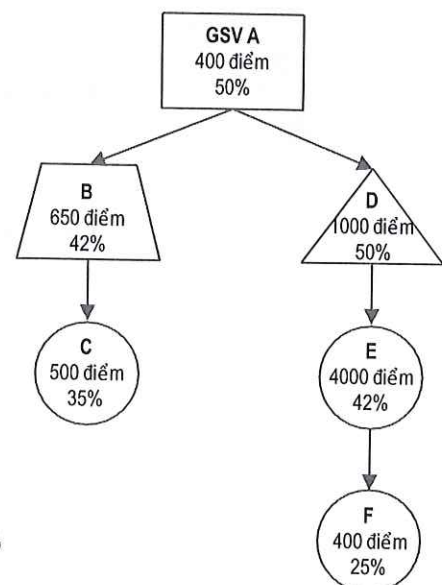 GSV A
400 điểm
50%
B
650 điểm
42%
D
1000 điểm
50%
C
500 điểm
35%
E
4000 điểm
42%
F
400 điểm
25%